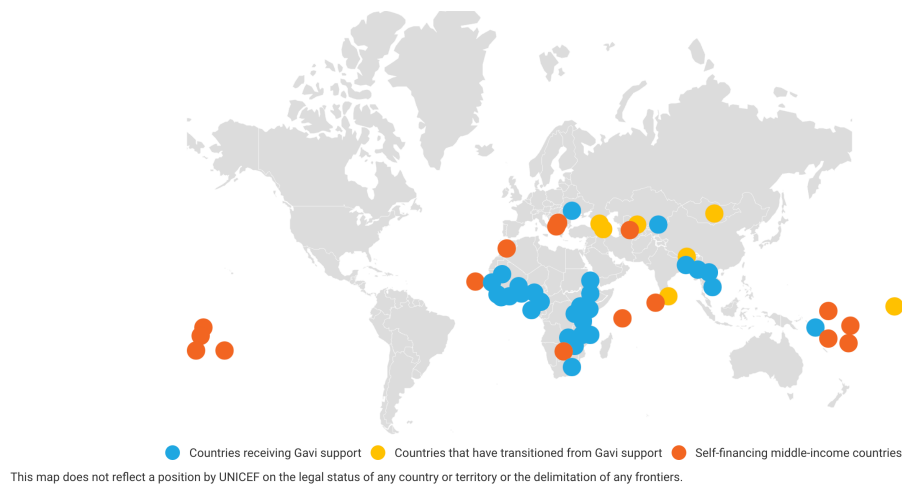 Countries receiving Gavi support Countries that have transitioned from Gavi support Self-financing middle-income countries
This map does not reflect a position by UNICEF on the legal status of any country or territory or the delimitation of any frontiers.